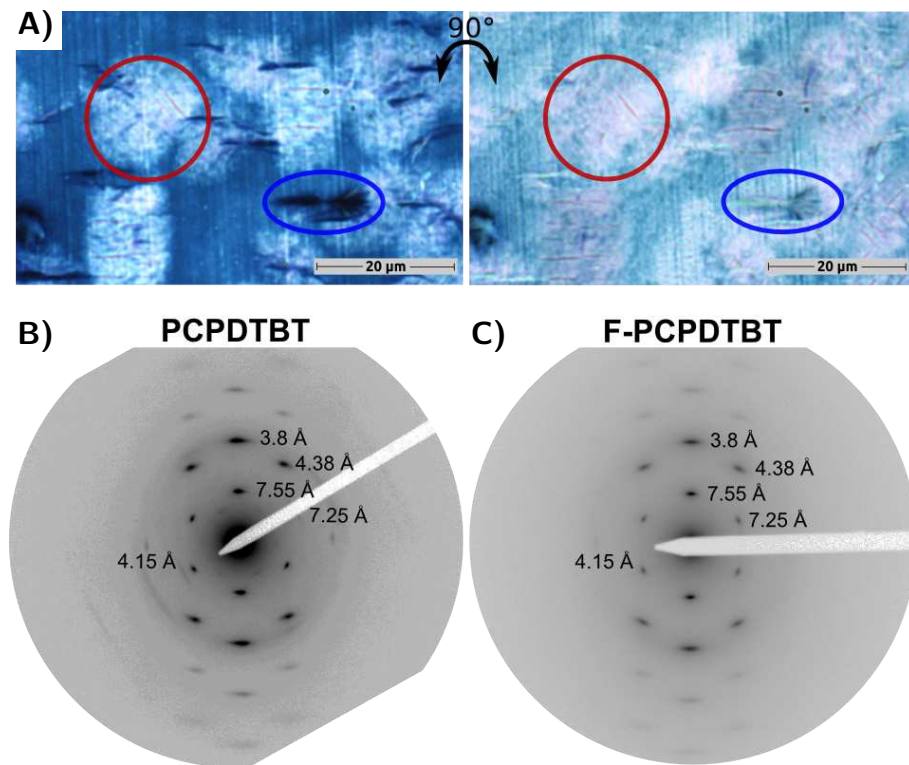 A)
90°
20 µm
20 µm
B)
PCPDTBT
C)
F-PCPDTBT
3.8 Å
4.38 Å
7.55 Å
7.25 Å
4.15 Å
3.8 Å
4.38 Å
7.55 Å
7.25 Å
4.15 Å